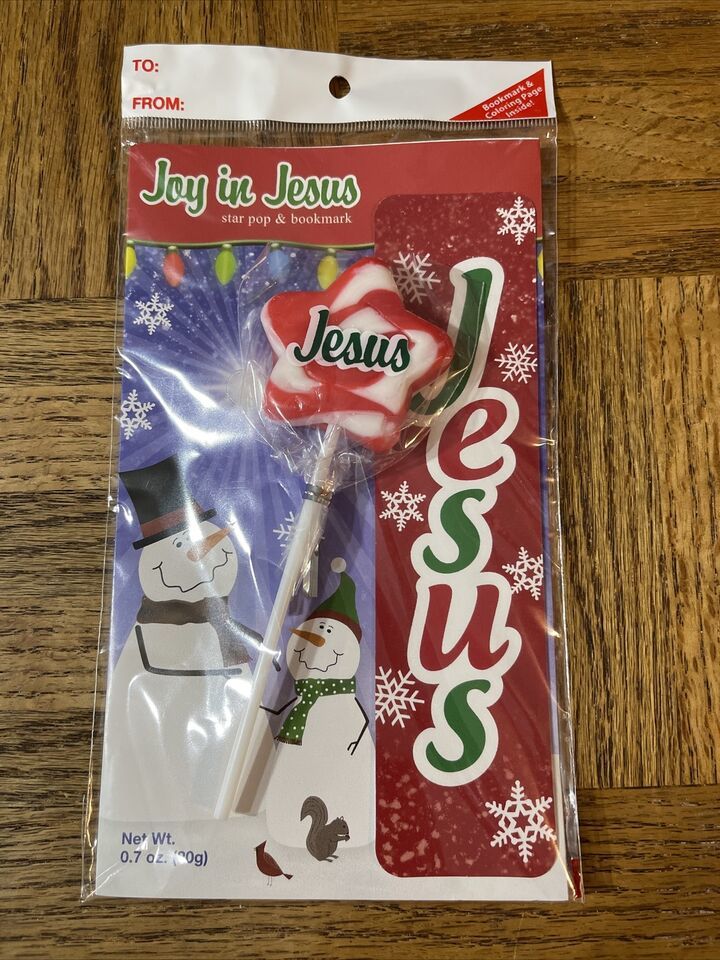 TO:
FROM:
Bookmark &
Coloring Page
Inside!
Joy in Jesus
star pop & bookmark
Jesus
Jesus
Net Wt.
0.7 oz. (20g)